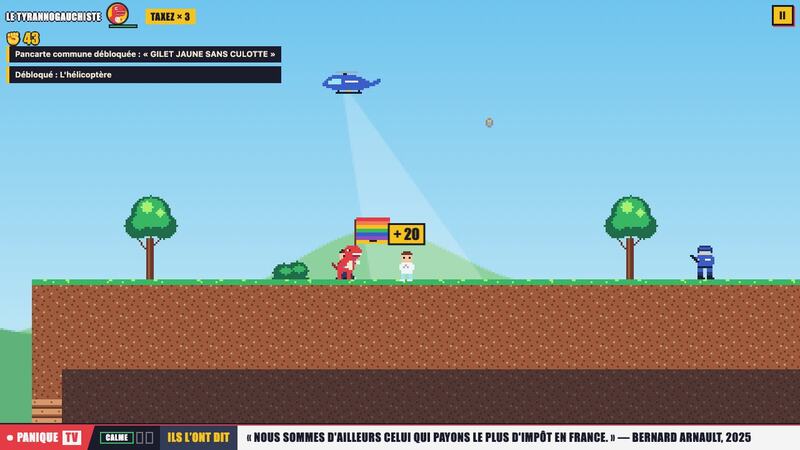 LE TYRANNOGAUCHISTE
TAXEZ × 3
43
Pancarte commune débloquée : « GILET JAUNE SANS CULOTTE »
Débloqué : L'hélicoptère
+ 20
PANIQUE TV
CALME
ILS L'ONT DIT
« NOUS SOMMES D'AILLEURS CELUI QUI PAYONS LE PLUS D'IMPÔT EN FRANCE. » — BERNARD ARNAULT, 2025